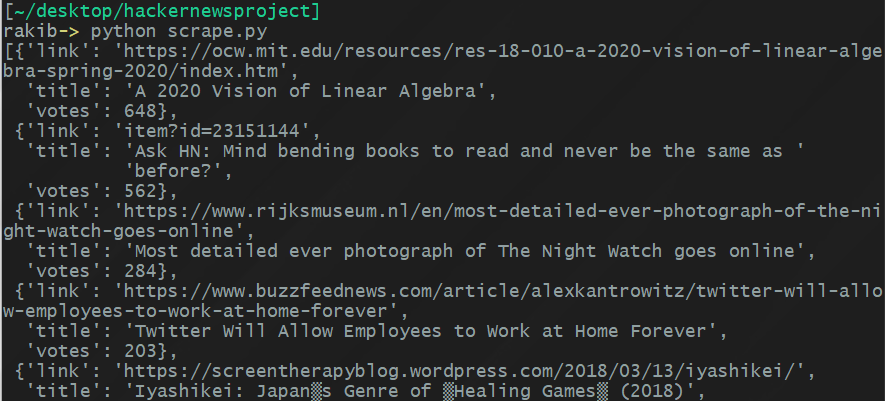 [~/desktop/hackernewsproject]
rakib-> python scrape.py
[{'link': 'https://ocw.mit.edu/resources/res-18-010-a-2020-vision-of-linear-alge
bra-spring-2020/index.htm',
  'title': 'A 2020 Vision of Linear Algebra',
  'votes': 648},
 {'link': 'item?id=23151144',
  'title': 'Ask HN: Mind bending books to read and never be the same as '
           'before?',
  'votes': 562},
 {'link': 'https://www.rijksmuseum.nl/en/most-detailed-ever-photograph-of-the-ni
ght-watch-goes-online',
  'title': 'Most detailed ever photograph of The Night Watch goes online',
  'votes': 284},
 {'link': 'https://www.buzzfeednews.com/article/alexkantrowitz/twitter-will-allo
w-employees-to-work-at-home-forever',
  'title': 'Twitter Will Allow Employees to Work at Home Forever',
  'votes': 203},
 {'link': 'https://screentherapyblog.wordpress.com/2018/03/13/iyashikei/',
  'title': 'Iyashikei: Japan▒s Genre of ▒Healing Games▒ (2018)',